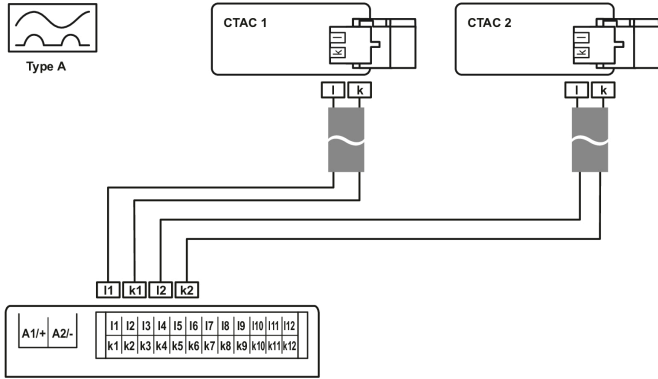 CTAC 1
CTAC 2
Type A
k l
k l
l k
l k
l1 k1 l2 k2
A1/+ A2/-
l1 l2 l3 l4 l5 l6 l7 l8 l9 l10 l11 l12
k1 k2 k3 k4 k5 k6 k7 k8 k9 k10 k11 k12